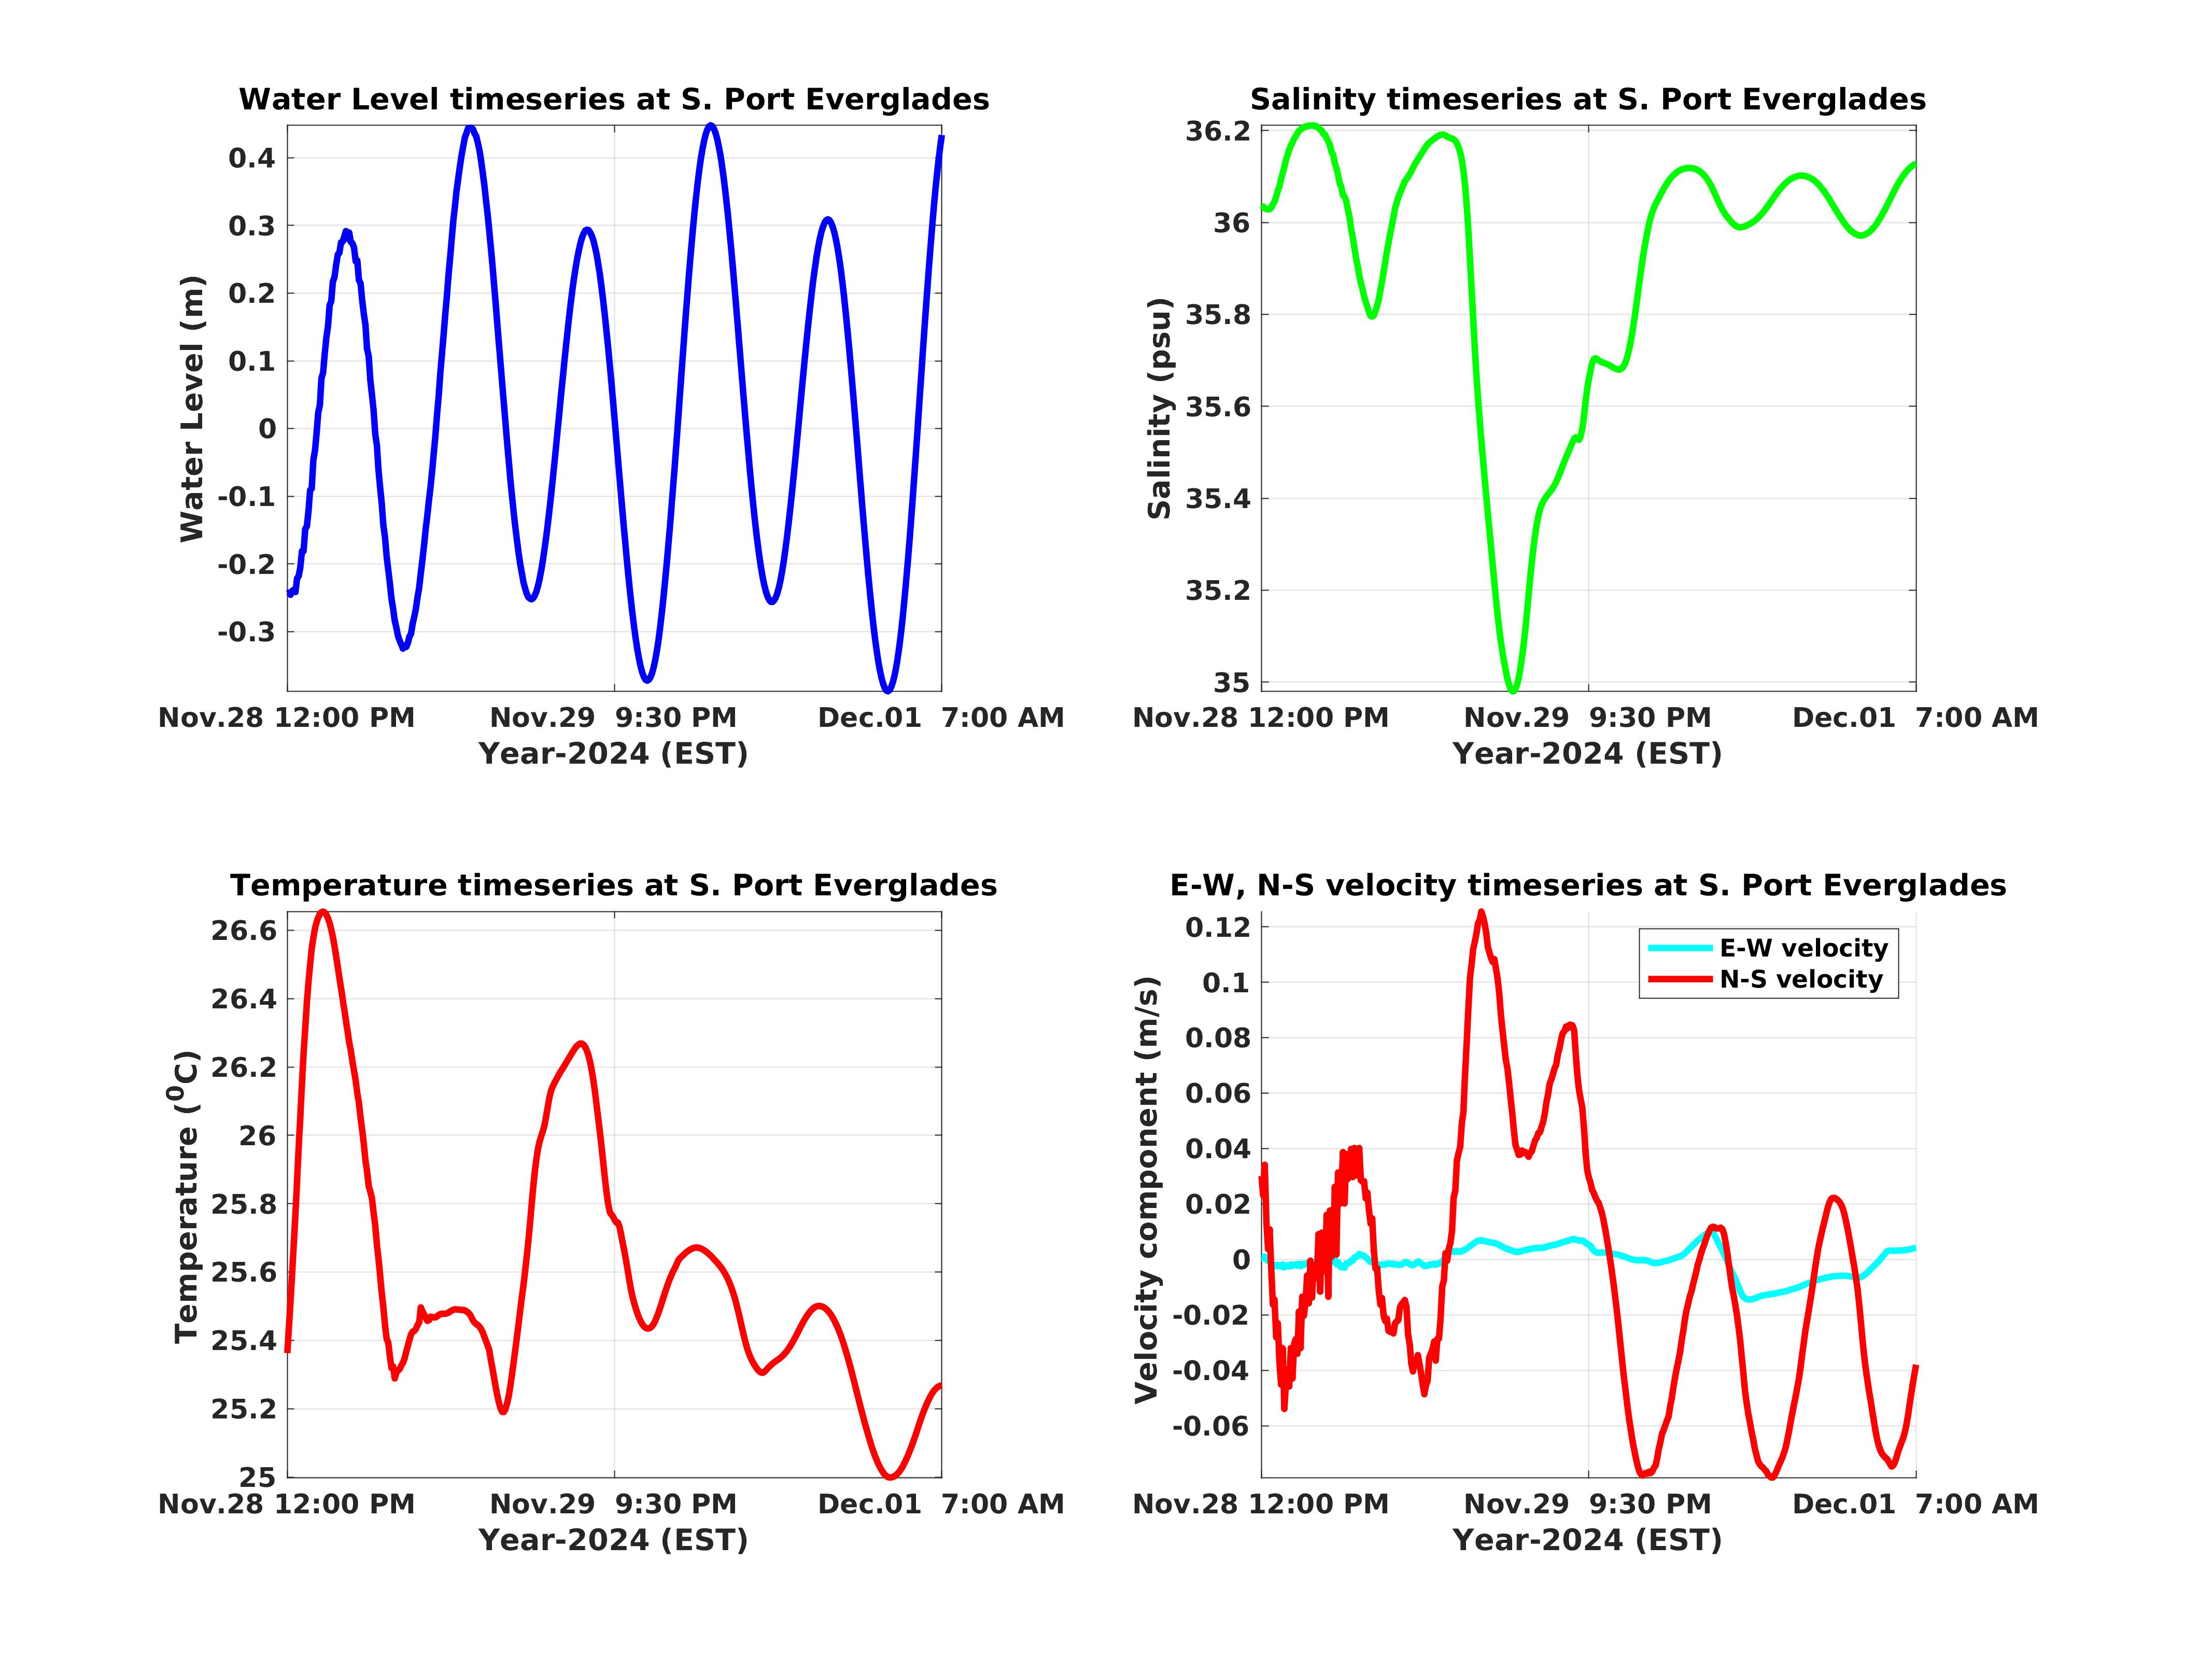 Water Level timeseries at S. Port Everglades
Water Level (m)
0.4
0.3
0.2
0.1
0
-0.1
-0.2
-0.3
Nov.28 12:00 PM Nov.29 9:30 PM Dec.01 7:00 AM
Year-2024 (EST)
Salinity timeseries at S. Port Everglades
Salinity (psu)
36.2
36
35.8
35.6
35.4
35.2
35
Nov.28 12:00 PM Nov.29 9:30 PM Dec.01 7:00 AM
Year-2024 (EST)
Temperature timeseries at S. Port Everglades
Temperature (⁰C)
26.6
26.4
26.2
26
25.8
25.6
25.4
25.2
25
Nov.28 12:00 PM Nov.29 9:30 PM Dec.01 7:00 AM
Year-2024 (EST)
E-W, N-S velocity timeseries at S. Port Everglades
Velocity component (m/s)
0.12
0.1
0.08
0.06
0.04
0.02
0
-0.02
-0.04
-0.06
E-W velocity
N-S velocity
Nov.28 12:00 PM Nov.29 9:30 PM Dec.01 7:00 AM
Year-2024 (EST)